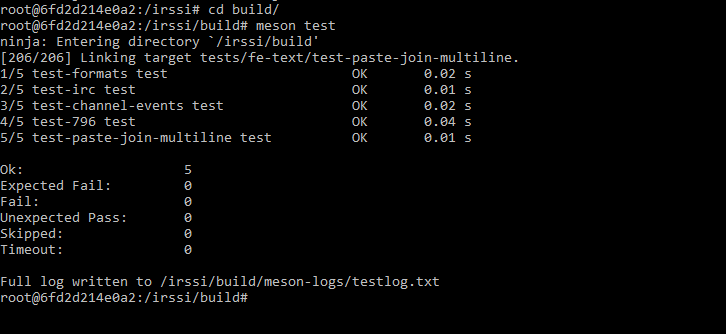 root@6fd2d214e0a2:/irssi# cd build/
root@6fd2d214e0a2:/irssi/build# meson test
ninja: Entering directory `/irssi/build'
[206/206] Linking target tests/fe-text/test-paste-join-multiline.
1/5 test-formats test                       OK       0.02 s
2/5 test-irc test                           OK       0.01 s
3/5 test-channel-events test                OK       0.02 s
4/5 test-796 test                           OK       0.04 s
5/5 test-paste-join-multiline test          OK       0.01 s
Ok:                    5
Expected Fail:         0
Fail:                  0
Unexpected Pass:       0
Skipped:               0
Timeout:               0
Full log written to /irssi/build/meson-logs/testlog.txt
root@6fd2d214e0a2:/irssi/build#